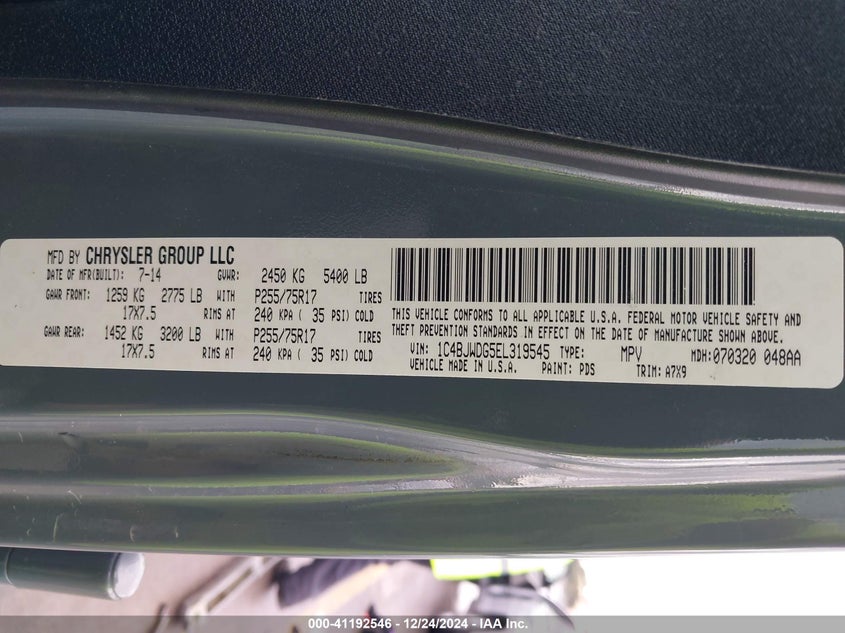 MFD BY CHRYSLER GROUP LLC
DATE OF MFR(BUILT): 7-14 GVWR: 2450 KG 5400 LB
GAWR FRONT: 1259 KG 2775 LB WITH P255/75R17 TIRES
17X7.5 RIMS AT 240 KPA ( 35 PSI) COLD
GAWR REAR: 1452 KG 3200 LB WITH P255/75R17 TIRES
17X7.5 RIMS AT 240 KPA ( 35 PSI) COLD
THIS VEHICLE CONFORMS TO ALL APPLICABLE U.S.A. FEDERAL MOTOR VEHICLE SAFETY AND
THEFT PREVENTION STANDARDS IN EFFECT ON THE DATE OF MANUFACTURE SHOWN ABOVE.
VIN: 1C4BJWDG5EL319545 TYPE: MPV MDH:070320 048AA
VEHICLE MADE IN U.S.A. PAINT: PDS TRIM: A7X9
000-41192546 - 12/24/2024 - IAA Inc.